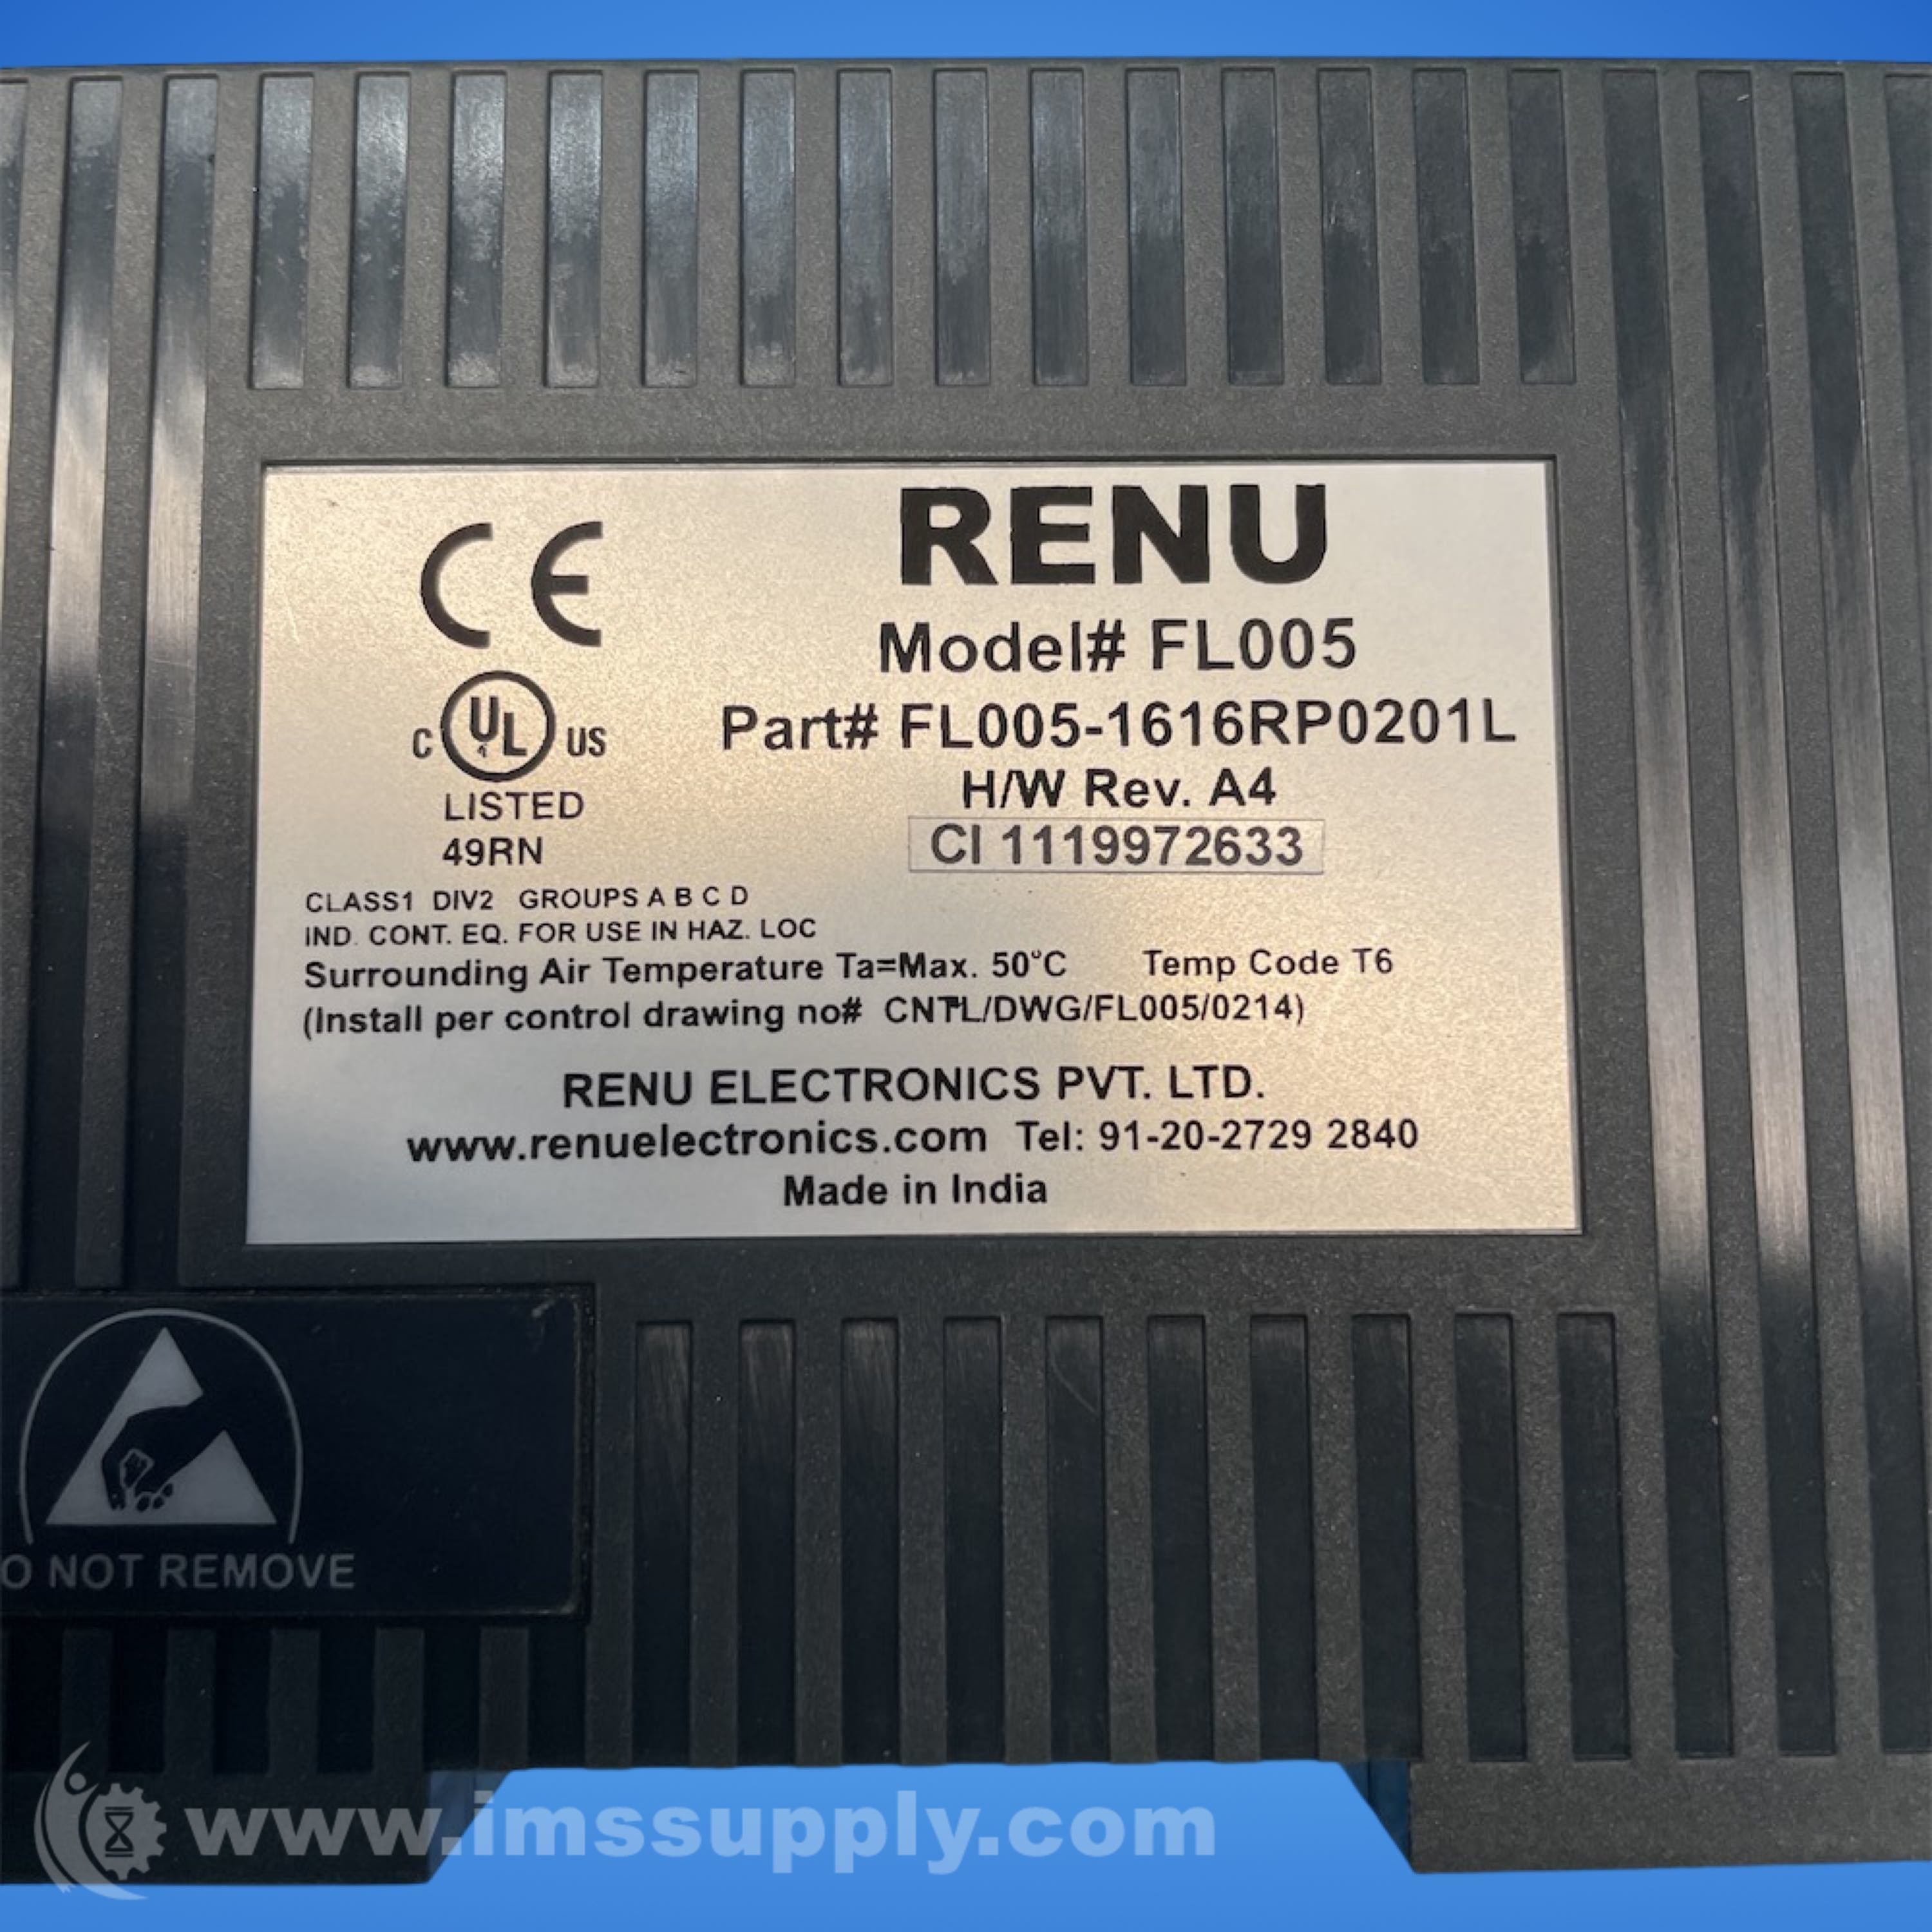 CE
RENU
Model# FL005
Part# FL005-1616RP0201L
C UL US
LISTED
49RN
H/W Rev. A4
CI 1119972633
CLASS1 DIV2 GROUPS A B C D
IND. CONT. EQ. FOR USE IN HAZ. LOC
Surrounding Air Temperature Ta=Max. 50°C Temp Code T6
(Install per control drawing no# CNTL/DWG/FL005/0214)
RENU ELECTRONICS PVT. LTD.
www.renuelectronics.com Tel: 91-20-2729 2840
Made in India
O NOT REMOVE
www.imssupply.com